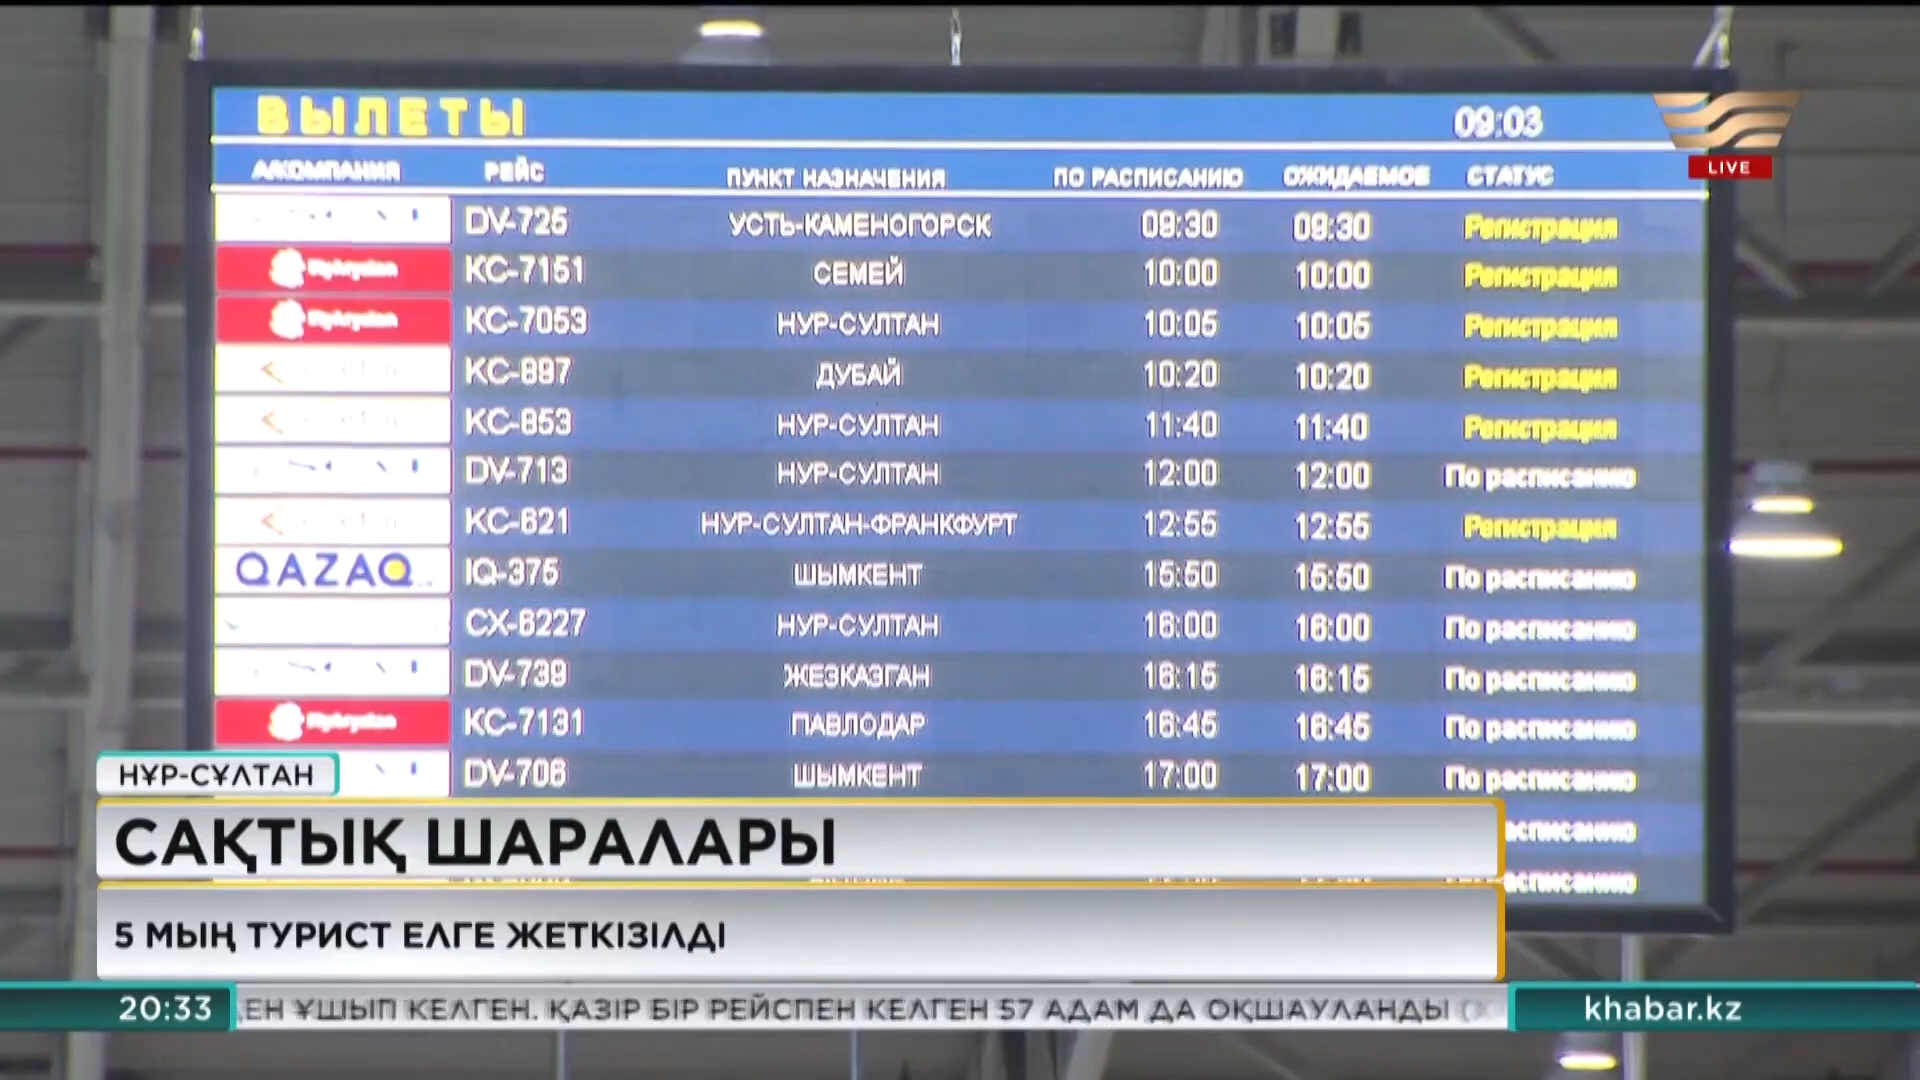 ВЫЛЕТЫ 09:03
LIVE
А/КОМПАНИЯ РЕЙС ПУНКТ НАЗНАЧЕНИЯ ПО РАСПИСАНИЮ ОЖИДАЕМОЕ СТАТУС
DV-725 УСТЬ-КАМЕНОГОРСК 09:30 09:30 Регистрация
FlyArystan KC-7151 СЕМЕЙ 10:00 10:00 Регистрация
FlyArystan KC-7053 НУР-СУЛТАН 10:05 10:05 Регистрация
KC-897 ДУБАЙ 10:20 10:20 Регистрация
KC-853 НУР-СУЛТАН 11:40 11:40 Регистрация
DV-713 НУР-СУЛТАН 12:00 12:00 По расписанию
KC-621 НУР-СУЛТАН-ФРАНКФУРТ 12:55 12:55 Регистрация
QAZAQ IQ-375 ШЫМКЕНТ 15:50 15:50 По расписанию
CX-6227 НУР-СУЛТАН 16:00 16:00 По расписанию
DV-739 ЖЕЗКАЗГАН 16:15 16:15 По расписанию
FlyArystan KC-7131 ПАВЛОДАР 16:45 16:45 По расписанию
DV-706 ШЫМКЕНТ 17:00 17:00 По расписанию
НҰР-СҰЛТАН
САҚТЫҚ ШАРАЛАРЫ
5 МЫҢ ТУРИСТ ЕЛГЕ ЖЕТКІЗІЛДІ
20:33 ҰШЫП КЕЛГЕН. ҚАЗІР БІР РЕЙСПЕН КЕЛГЕН 57 АДАМ ДА ОҚШАУЛАНДЫ khabar.kz